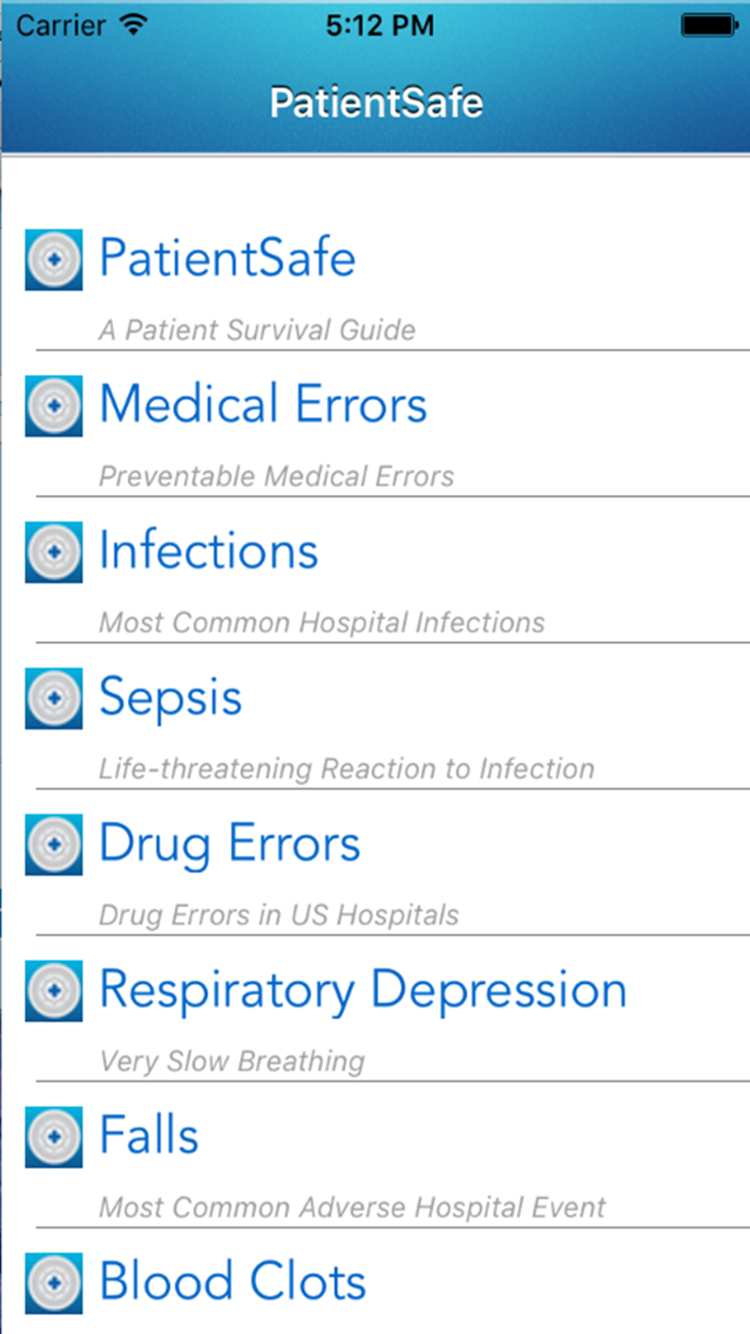 Carrier 5:12 PM
PatientSafe
PatientSafe
A Patient Survival Guide
Medical Errors
Preventable Medical Errors
Infections
Most Common Hospital Infections
Sepsis
Life-threatening Reaction to Infection
Drug Errors
Drug Errors in US Hospitals
Respiratory Depression
Very Slow Breathing
Falls
Most Common Adverse Hospital Event
Blood Clots